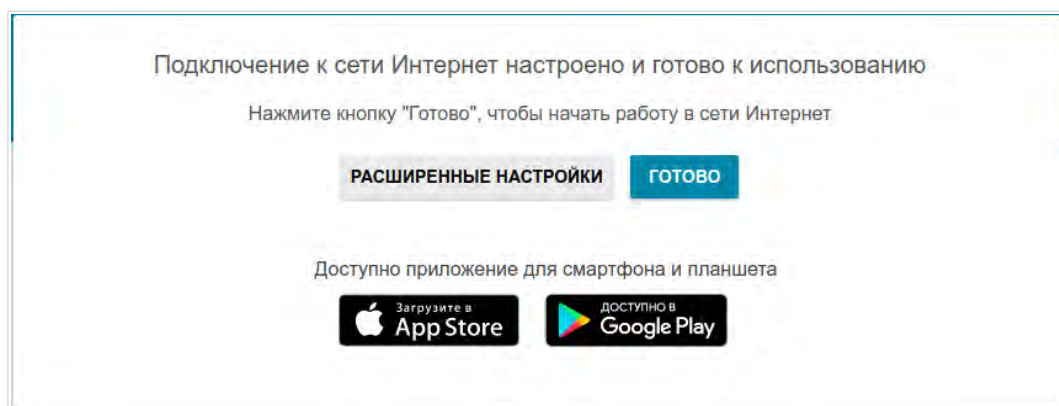 Подключение к сети Интернет настроено и готово к использованию
Нажмите кнопку "Готово", чтобы начать работу в сети Интернет
РАСШИРЕННЫЕ НАСТРОЙКИ ГОТОВО
Доступно приложение для смартфона и планшета
Загрузите в
App Store
ДОСТУПНО В
Google Play